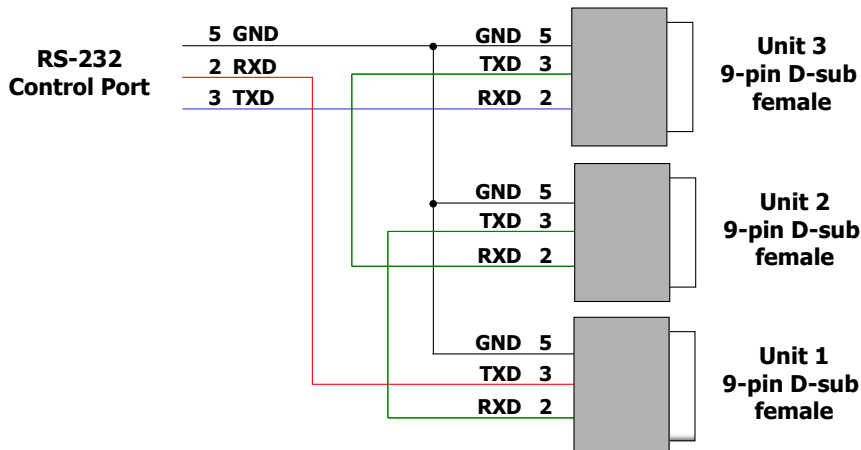 RS-232
Control Port
5 GND
2 RXD
3 TXD
GND 5
TXD 3
RXD 2
Unit 3
9-pin D-sub
female
GND 5
TXD 3
RXD 2
Unit 2
9-pin D-sub
female
GND 5
TXD 3
RXD 2
Unit 1
9-pin D-sub
female